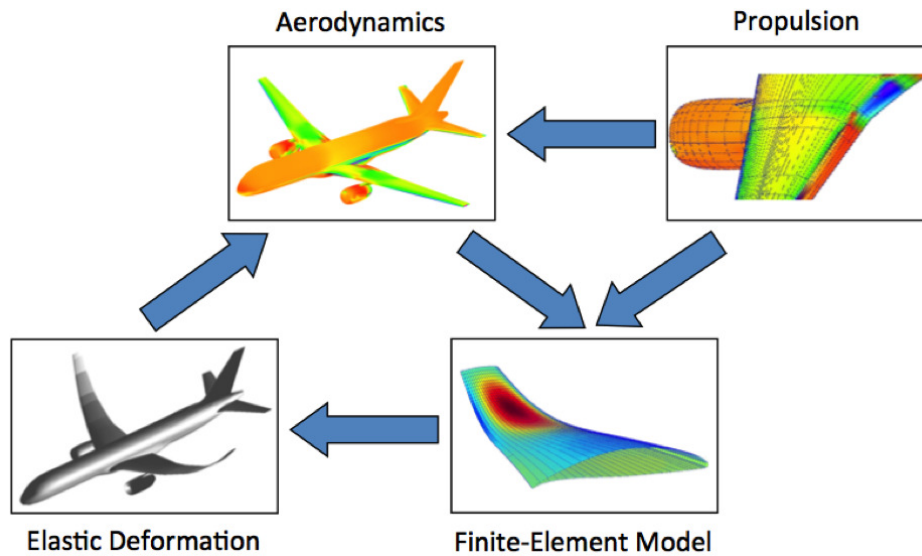 Aerodynamics
Propulsion
Elastic Deformation
Finite-Element Model